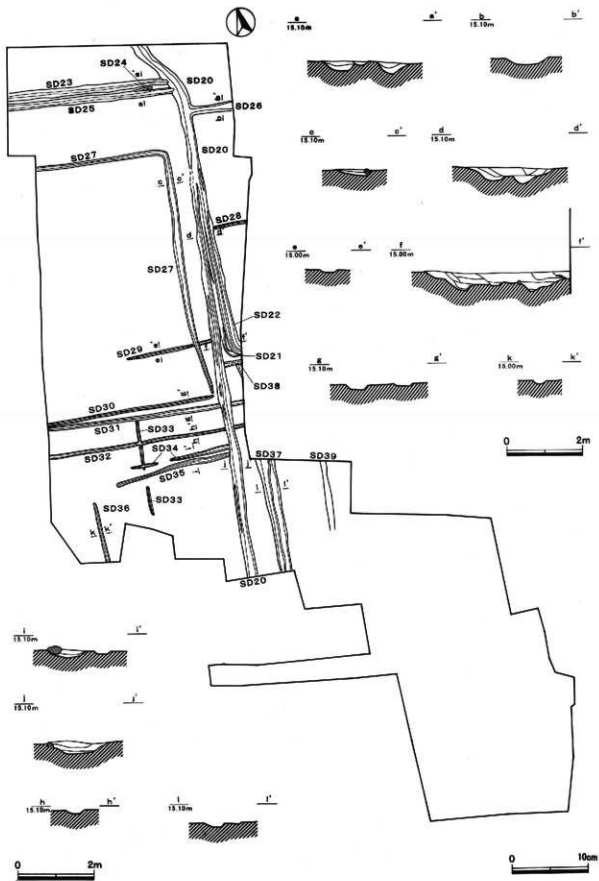 a a'
15.10m
b b'
15.10m
c c'
15.10m
d d'
15.10m
e e'
15.00m
f f'
15.00m
g g'
15.10m
k k'
15.00m
0 2m
SD24
SD23
SD20
SD25
SD26
SD20
SD27
SD28
SD27
SD22
SD29
SD21
SD38
SD30
SD31
SD33
SD32
SD34
SD37
SD39
SD35
SD36
SD33
SD20
i i'
15.10m
j j'
15.10m
h h'
15.10m
l l'
15.10m
0 2m
0 10cm